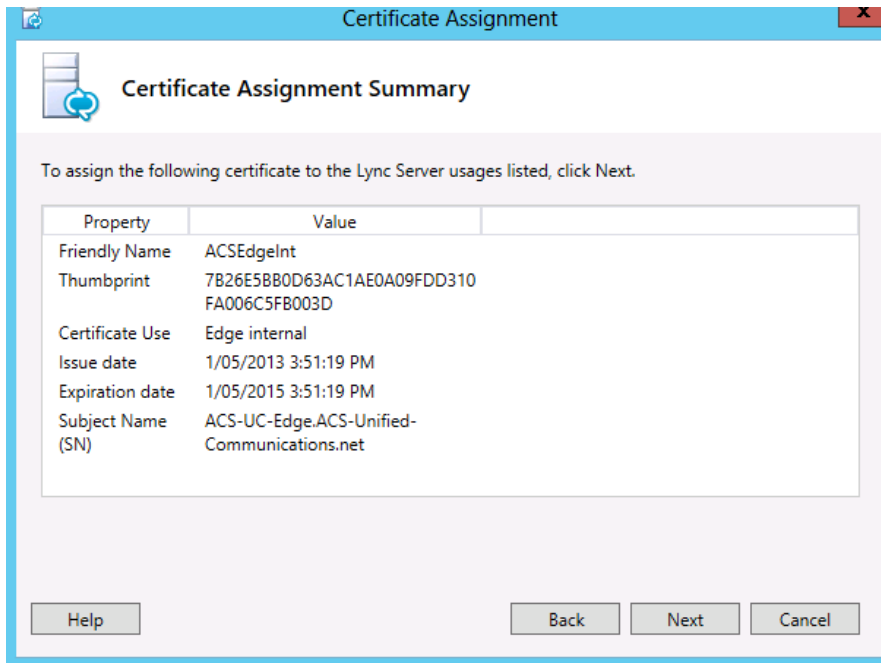 Certificate Assignment
x
Certificate Assignment Summary
To assign the following certificate to the Lync Server usages listed, click Next.
Property Value
Friendly Name ACSEdgeInt
Thumbprint 7B26E5BB0D63AC1AE0A09FDD310
FA006C5FB003D
Certificate Use Edge internal
Issue date 1/05/2013 3:51:19 PM
Expiration date 1/05/2015 3:51:19 PM
Subject Name ACS-UC-Edge.ACS-Unified-
(SN) Communications.net
Help Back Next Cancel